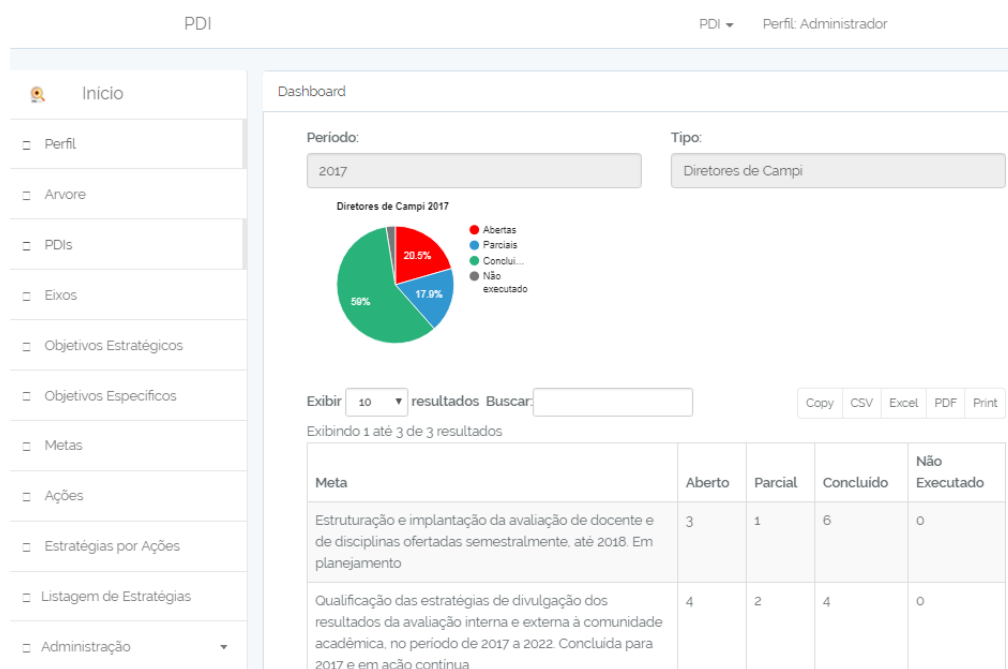 PDI
PDI
Perfil: Administrador
Início
Perfil
Arvore
PDIs
Eixos
Objetivos Estratégicos
Objetivos Específicos
Metas
Ações
Estratégias por Ações
Listagem de Estratégias
Administração
Dashboard
Período:
Tipo:
2017
Diretores de Campi
Diretores de Campi 2017
20.5%
17.9%
59%
Abertas
Parciais
Conclui...
Não
executado
Exibir 10 resultados Buscar:
Copy CSV Excel PDF Print
Exibindo 1 até 3 de 3 resultados
Meta Aberto Parcial Concluído Não
Executado
Estruturação e implantação da avaliação de docente e 3 1 6 0
de disciplinas ofertadas semestralmente, até 2018. Em
planejamento
Qualificação das estratégias de divulgação dos 4 2 4 0
resultados da avaliação interna e externa à comunidade
acadêmica, no período de 2017 a 2022. Concluída para
2017 e em ação contínua